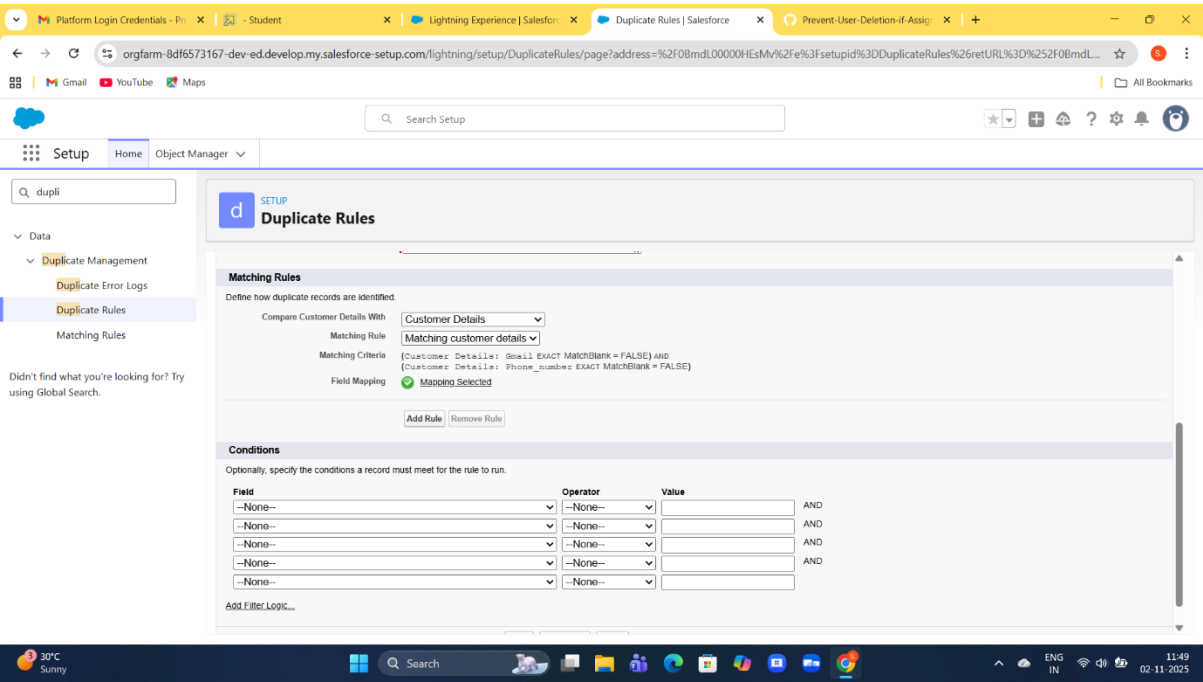 Platform Login Credentials - Pro
- Student
Lightning Experience | Salesforc
Duplicate Rules | Salesforce
Prevent-User-Deletion-if-Assig
orgfarm-8df6573167-dev-ed.develop.my.salesforce-setup.com/lightning/setup/DuplicateRules/page?address=%2F0BmdL00000HEsMv%2Fe%3Fsetupid%3DDuplicateRules%26retURL%3D%252F0BmdL...
S
Gmail
YouTube
Maps
All Bookmarks
Search Setup
Setup
Home
Object Manager
dupli
Data
Duplicate Management
Duplicate Error Logs
Duplicate Rules
Matching Rules
Didn't find what you're looking for? Try
using Global Search.
d
SETUP
Duplicate Rules
Matching Rules
Define how duplicate records are identified.
Compare Customer Details With Customer Details
Matching Rule Matching customer details
Matching Criteria (Customer Details: Gmail EXACT MatchBlank = FALSE) AND
(Customer Details: Phone_number EXACT MatchBlank = FALSE)
Field Mapping Mapping Selected
Add Rule Remove Rule
Conditions
Optionally, specify the conditions a record must meet for the rule to run.
Field Operator Value
--None-- --None-- AND
--None-- --None-- AND
--None-- --None-- AND
--None-- --None-- AND
--None-- --None--
Add Filter Logic...
3
30°C
Sunny
Search
ENG
IN
11:49
02-11-2025